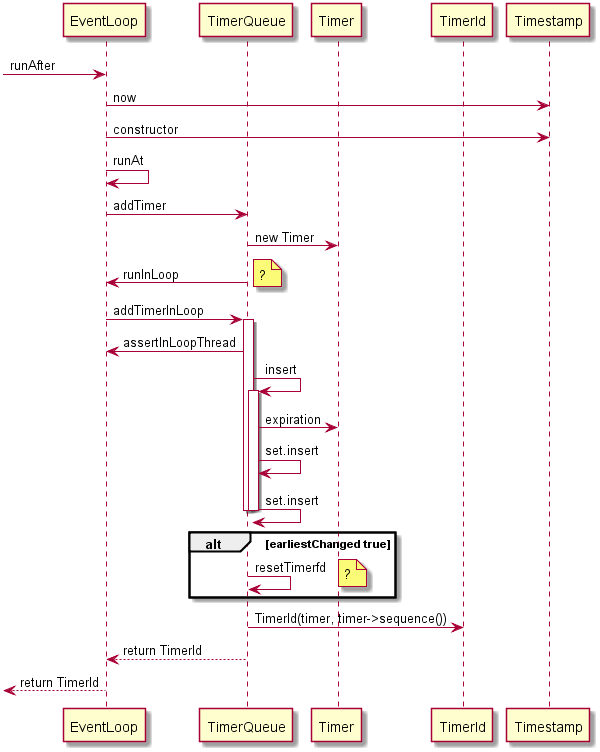 EventLoop TimerQueue Timer TimerId Timestamp
runAfter
now
constructor
runAt
addTimer
new Timer
runInLoop ?
addTimerInLoop
assertInLoopThread
insert
expiration
set.insert
set.insert
alt [earliestChanged true]
resetTimerfd ?
TimerId(timer, timer->sequence())
return TimerId
return TimerId
EventLoop TimerQueue Timer TimerId Timestamp